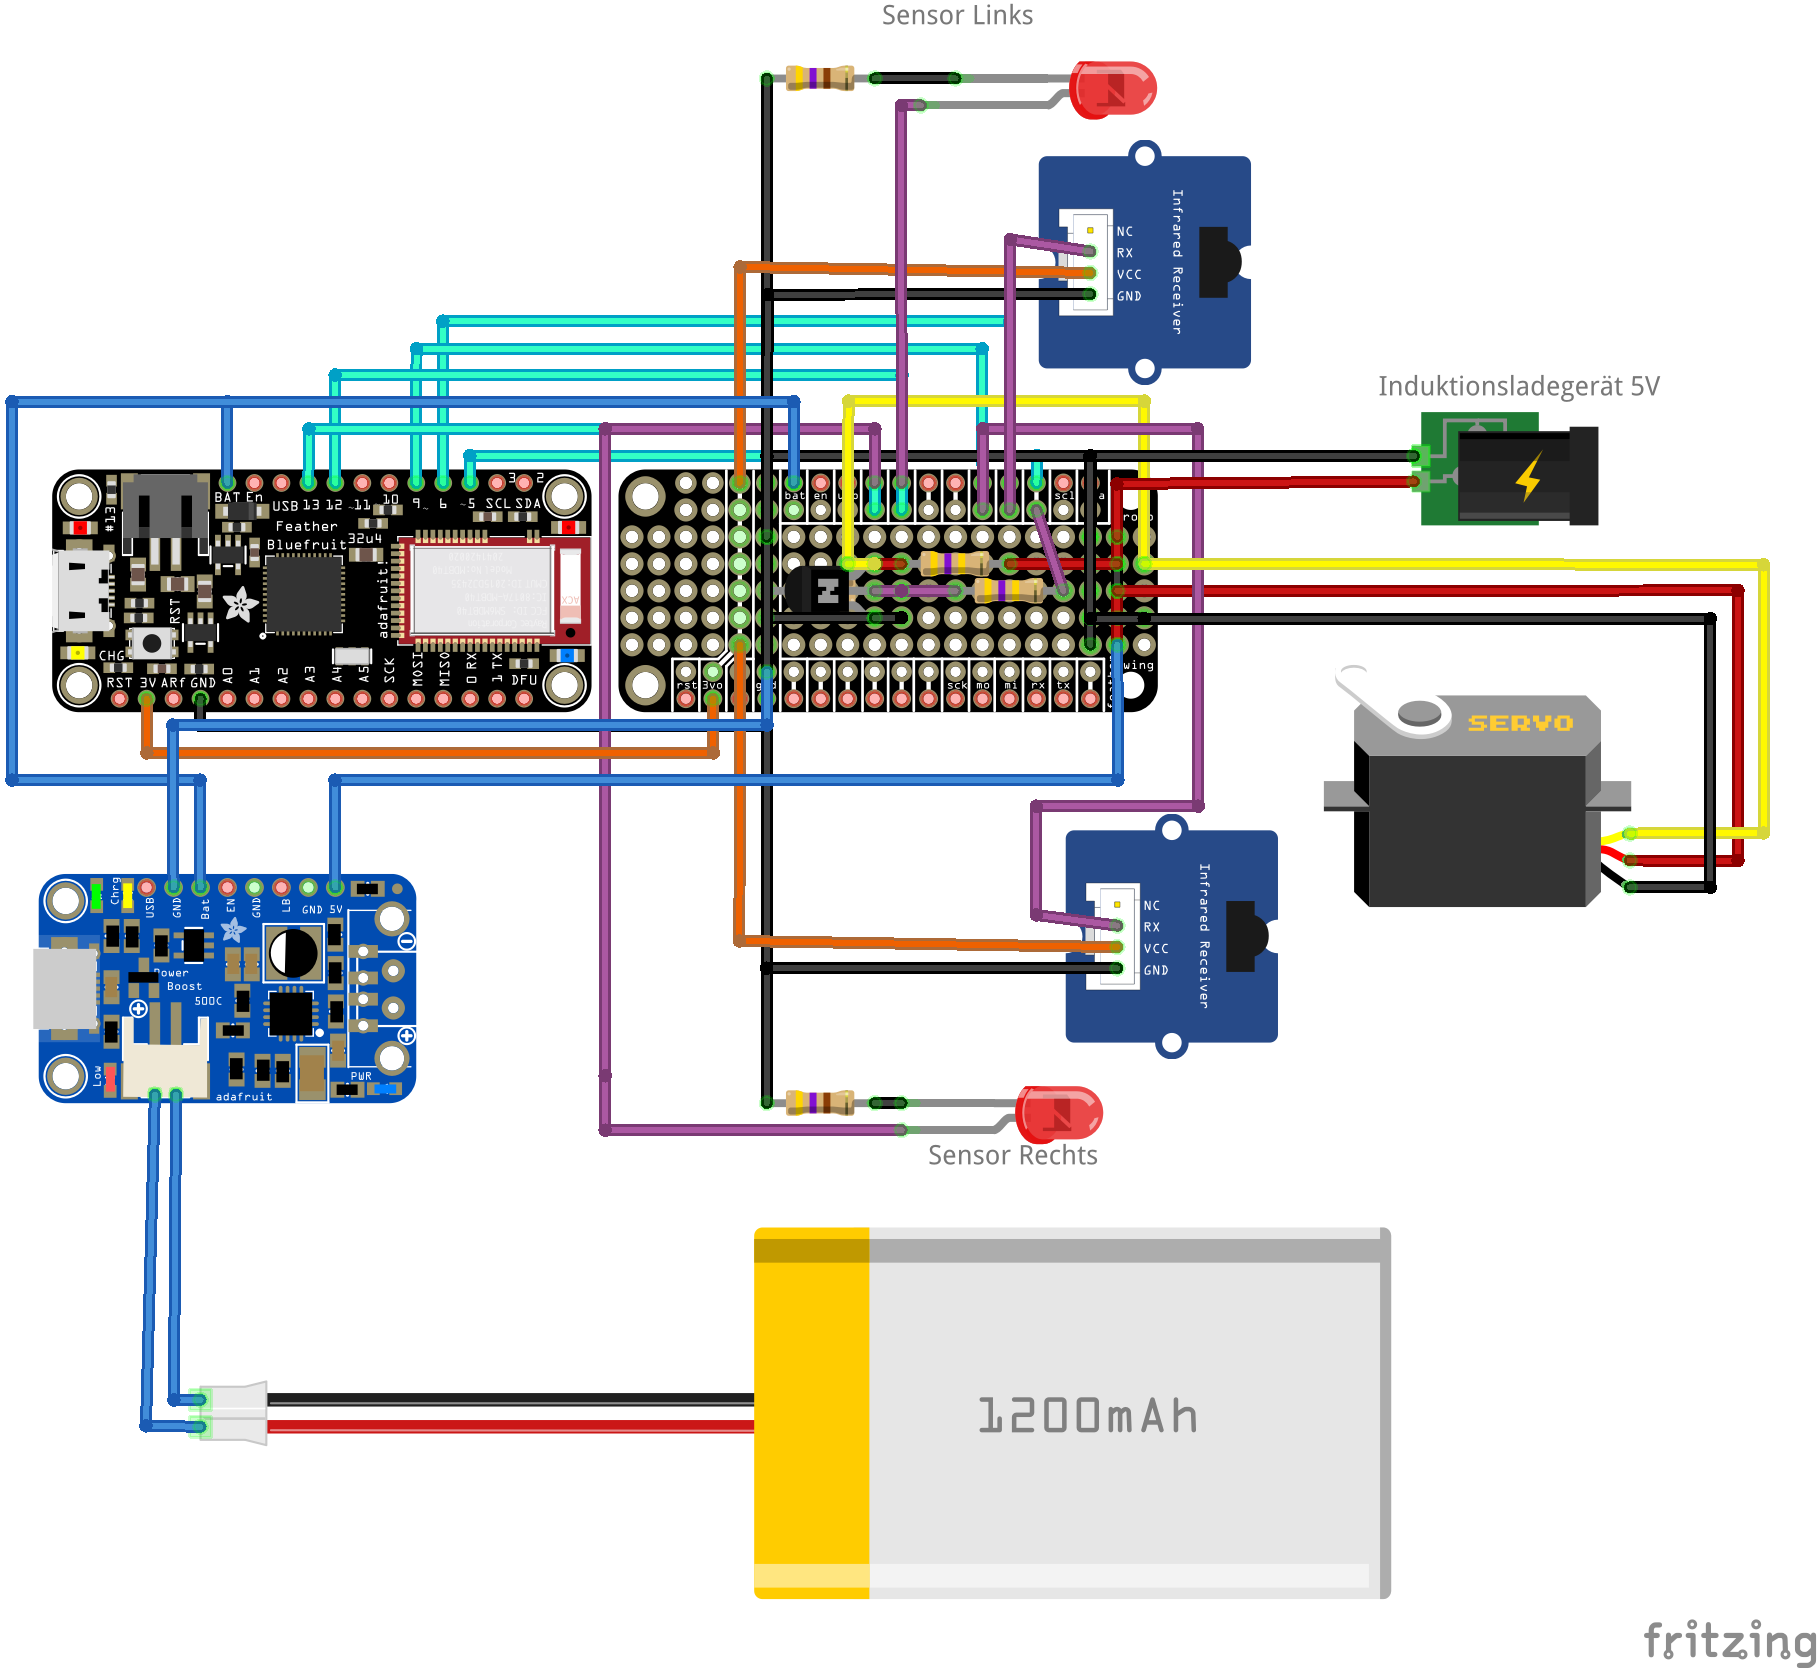 Sensor Links
NC
RX
VCC
GND
Infrared Receiver
Induktionsladegerät 5V
BAT En USB 13 12 ~11 ~10 9~ 6 ~5 SCL SDA
3 2
#13
Feather
Bluefruit 32u4
adafruit.
RST
CHG
RST 3V ARf GND A0 A1 A2 A3 A4 A5 SCK MOSI MISO 0 RX 1 TX DFU
bat en
scl
N
wing
rst 3vo gnd sck mo mi rx tx
SERVO
Chrg
USB GND Bat EN GND LB GND 5V
Power
Boost
500C
Low
PWR
adafruit
NC
RX
VCC
GND
Infrared Receiver
Sensor Rechts
1200mAh
fritzing